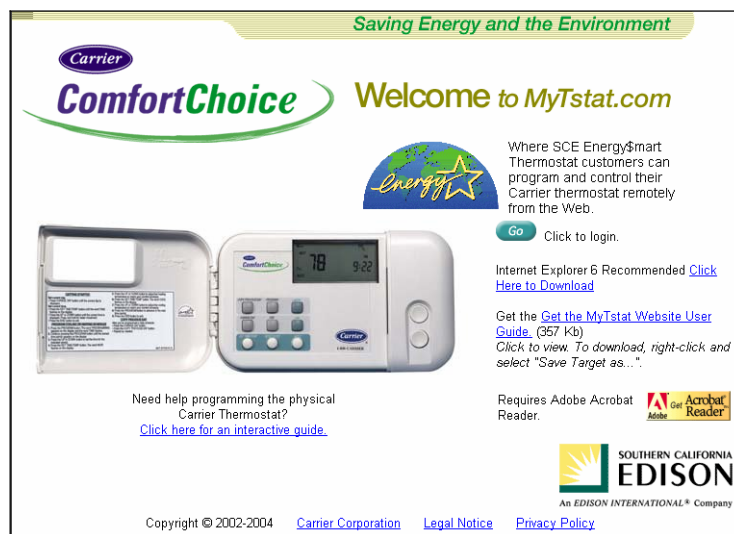 Saving Energy and the Environment
Carrier
ComfortChoice
Welcome to MyTstat.com
energy
Where SCE Energy$mart
Thermostat customers can
program and control their
Carrier thermostat remotely
from the Web.
Go Click to login.
Internet Explorer 6 Recommended Click
Here to Download
Get the Get the MyTstat Website User
Guide. (357 Kb)
Click to view. To download, right-click and
select "Save Target as...".
ComfortChoice
78
9:22
Carrier
Need help programming the physical
Carrier Thermostat?
Click here for an interactive guide.
Requires Adobe Acrobat
Reader.
Adobe
Get Acrobat
Reader
SOUTHERN CALIFORNIA
EDISON
An EDISON INTERNATIONAL® Company
Copyright © 2002-2004 Carrier Corporation Legal Notice Privacy Policy